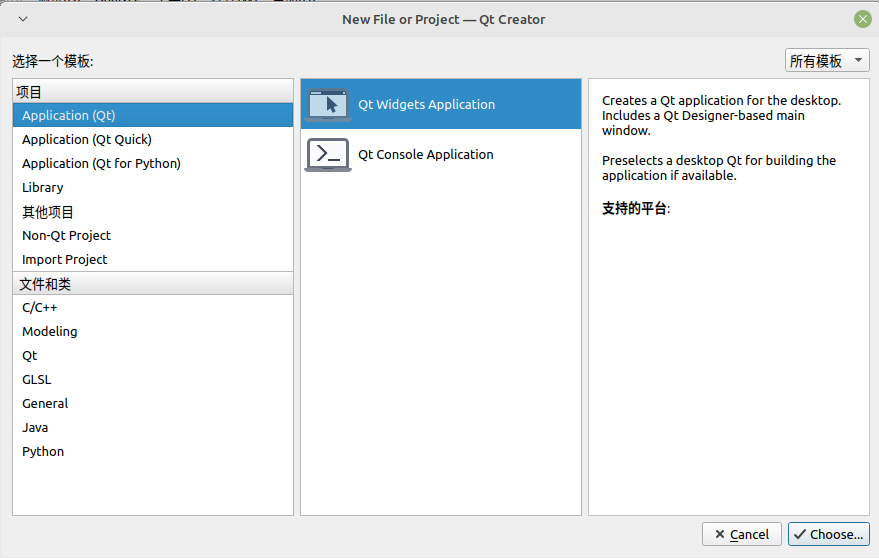 New File or Project — Qt Creator
选择一个模板:
所有模板
项目
Application (Qt)
Application (Qt Quick)
Application (Qt for Python)
Library
其他项目
Non-Qt Project
Import Project
文件和类
C/C++
Modeling
Qt
GLSL
General
Java
Python
Qt Widgets Application
Qt Console Application
Creates a Qt application for the desktop.
Includes a Qt Designer-based main
window.
Preselects a desktop Qt for building the
application if available.
支持的平台:
Cancel
Choose...